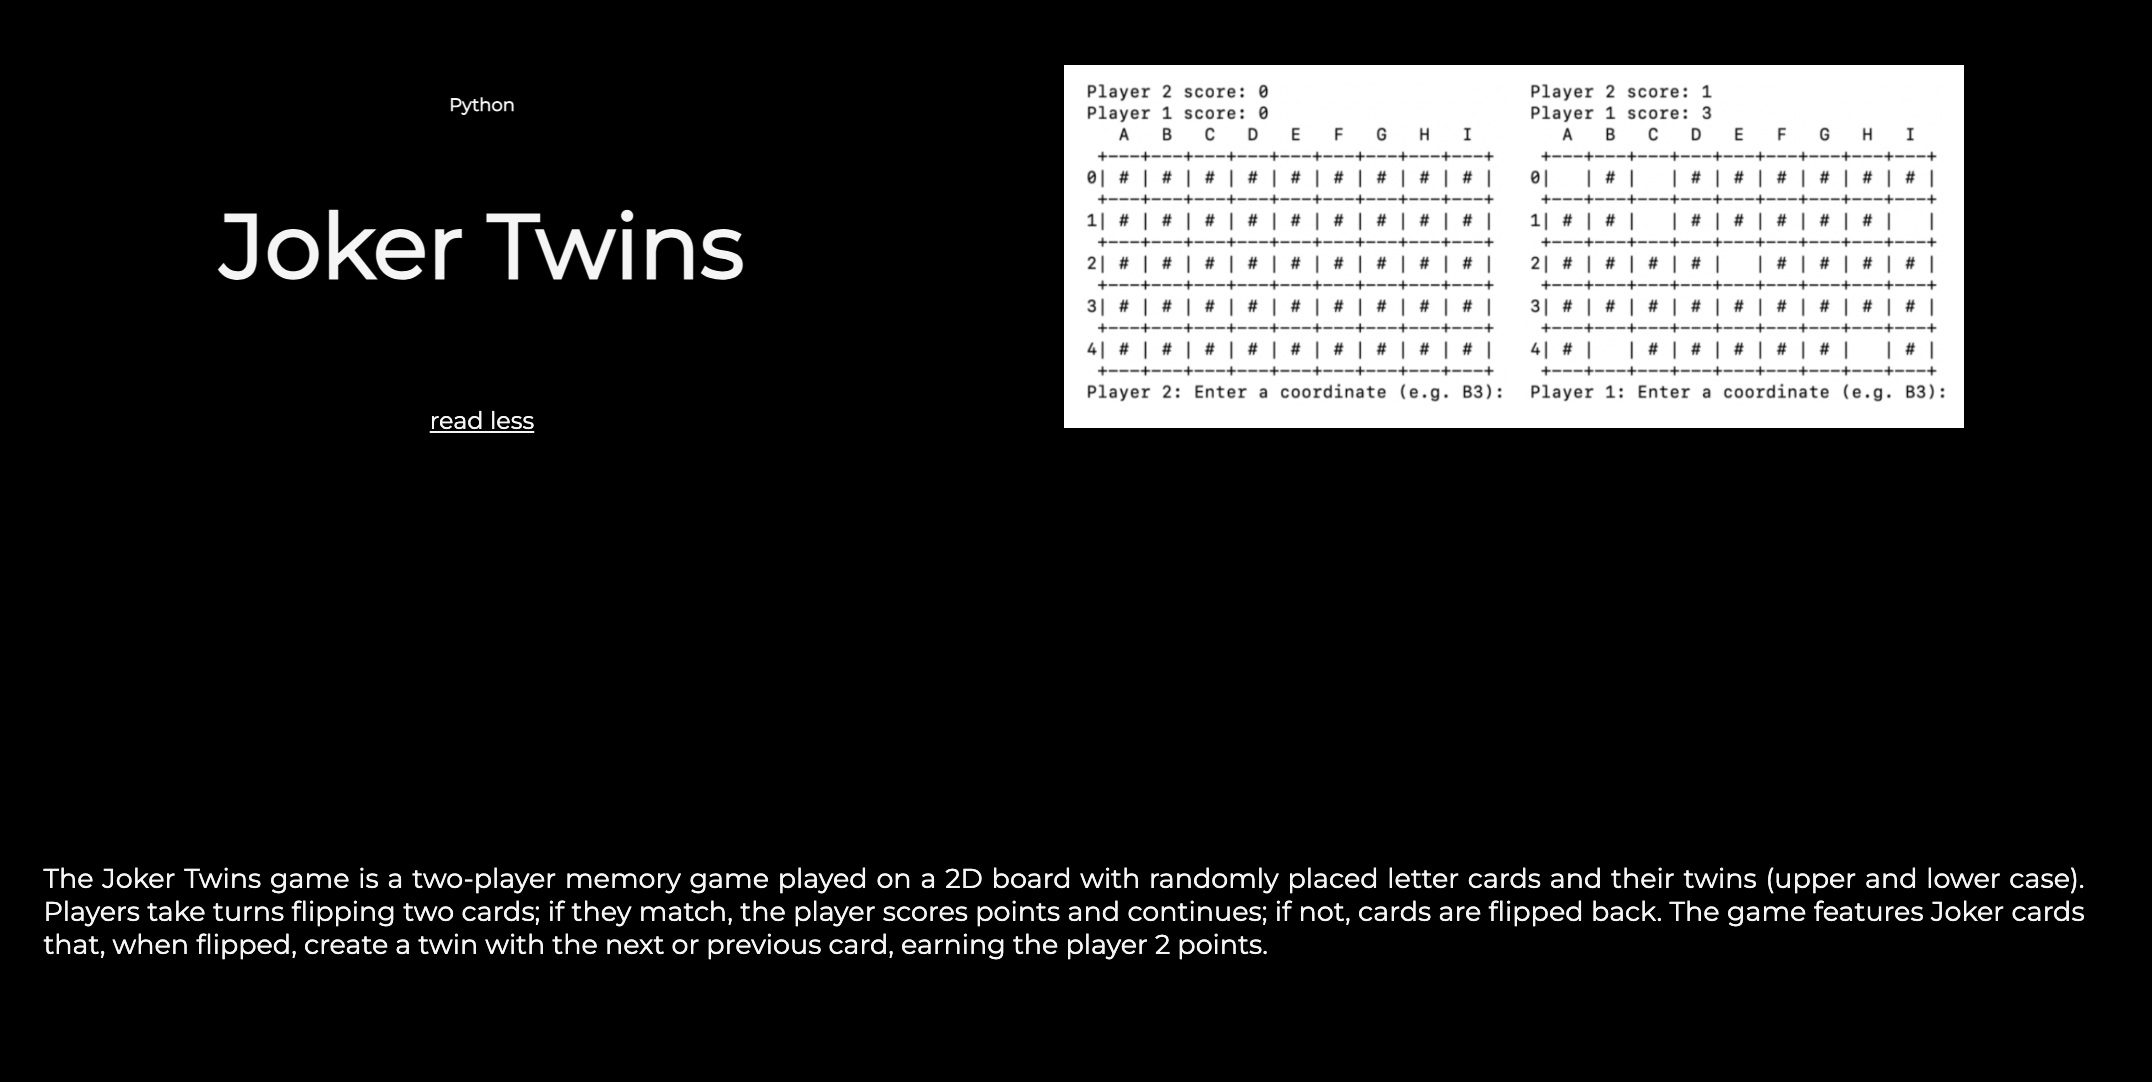 Python
Joker Twins
read less
Player 2 score: 0
Player 1 score: 0
   A   B   C   D   E   F   G   H   I
 +---+---+---+---+---+---+---+---+---+
0| # | # | # | # | # | # | # | # | # |
 +---+---+---+---+---+---+---+---+---+
1| # | # | # | # | # | # | # | # | # |
 +---+---+---+---+---+---+---+---+---+
2| # | # | # | # | # | # | # | # | # |
 +---+---+---+---+---+---+---+---+---+
3| # | # | # | # | # | # | # | # | # |
 +---+---+---+---+---+---+---+---+---+
4| # | # | # | # | # | # | # | # | # |
 +---+---+---+---+---+---+---+---+---+
Player 2: Enter a coordinate (e.g. B3):
Player 2 score: 1
Player 1 score: 3
   A   B   C   D   E   F   G   H   I
 +---+---+---+---+---+---+---+---+---+
0|   | # |   | # | # | # | # | # | # |
 +---+---+---+---+---+---+---+---+---+
1| # | # |   | # | # | # | # | # |   |
 +---+---+---+---+---+---+---+---+---+
2| # | # | # | # |   | # | # | # | # |
 +---+---+---+---+---+---+---+---+---+
3| # | # | # | # | # | # | # | # | # |
 +---+---+---+---+---+---+---+---+---+
4| # |   | # | # | # | # | # |   | # |
 +---+---+---+---+---+---+---+---+---+
Player 1: Enter a coordinate (e.g. B3):
The Joker Twins game is a two-player memory game played on a 2D board with randomly placed letter cards and their twins (upper and lower case).
Players take turns flipping two cards; if they match, the player scores points and continues; if not, cards are flipped back. The game features Joker cards
that, when flipped, create a twin with the next or previous card, earning the player 2 points.